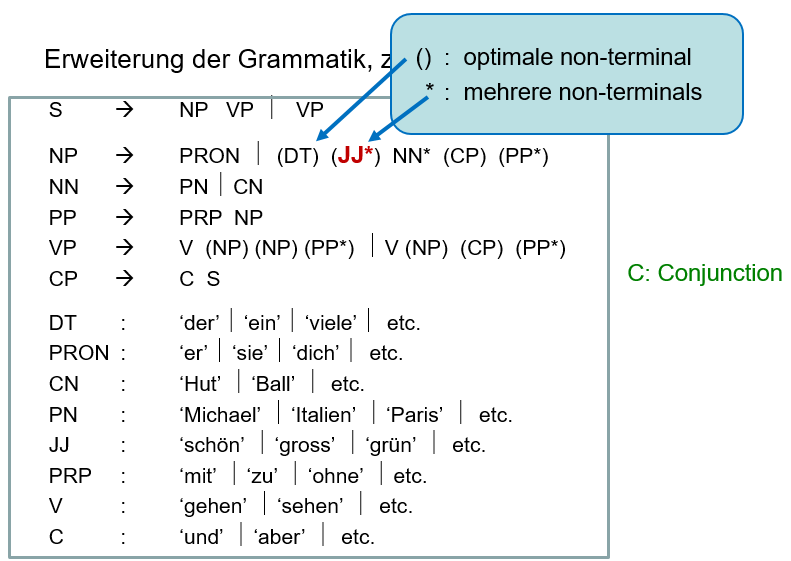 Erweiterung der Grammatik, z
() : optimale non-terminal
* : mehrere non-terminals
S → NP VP | VP
NP → PRON | (DT) (JJ*) NN* (CP) (PP*)
NN → PN | CN
PP → PRP NP
VP → V (NP) (NP) (PP*) | V (NP) (CP) (PP*)
CP → C S
C: Conjunction
DT : ‘der’ | ‘ein’ | ‘viele’ | etc.
PRON : ‘er’ | ‘sie’ | ‘dich’ | etc.
CN : ‘Hut’ | ‘Ball’ | etc.
PN : ‘Michael’ | ‘Italien’ | ‘Paris’ | etc.
JJ : ‘schön’ | ‘gross’ | ‘grün’ | etc.
PRP : ‘mit’ | ‘zu’ | ‘ohne’ | etc.
V : ‘gehen’ | ‘sehen’ | etc.
C : ‘und’ | ‘aber’ | etc.